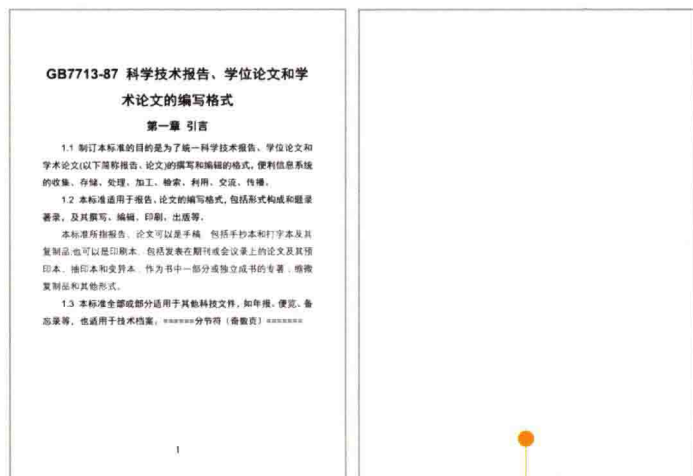 GB7713-87 科学技术报告、学位论文和学
术论文的编写格式
第一章 引言
1.1 制订本标准的目的是为了统一科学技术报告、学位论文和
学术论文(以下简称报告、论文)的撰写和编辑的格式，便利信息系统
的收集、存储、处理、加工、检索、利用、交流、传播。
1.2 本标准适用于报告、论文的编写格式，包括形式构成和题录
著录，及其撰写、编辑、印刷、出版等。
本标准所指报告、论文可以是手稿，包括手抄本和打字本及其
复制品;也可以是印刷本，包括发表在期刊或会议录上的论文及其预
印本、抽印本和变异本，作为书中一部分或独立成书的专著，缩微
复制品和其他形式。
1.3 本标准全部或部分适用于其他科技文件，如年报、便览、备
忘录等，也适用于技术档案。======分节符（奇数页）=======
1